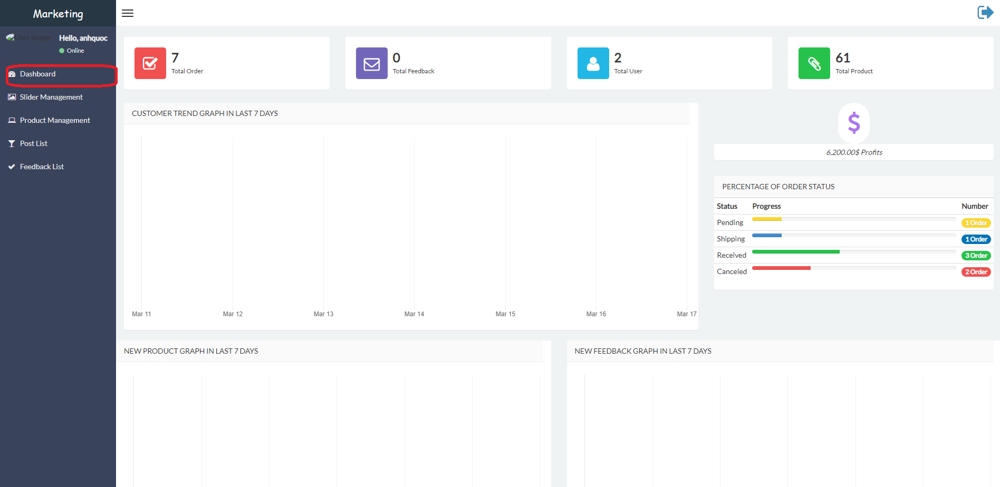 Marketing
User Image
Hello, anhquoc
Online
Dashboard
Slider Management
Product Management
Post List
Feedback List
7
Total Order
0
Total Feedback
2
Total User
61
Total Product
CUSTOMER TREND GRAPH IN LAST 7 DAYS
Mar 11 Mar 12 Mar 13 Mar 14 Mar 15 Mar 16 Mar 17
$
6,200.00$ Profits
PERCENTAGE OF ORDER STATUS
Status Progress Number
Pending 1 Order
Shipping 1 Order
Received 3 Order
Canceled 2 Order
NEW PRODUCT GRAPH IN LAST 7 DAYS
NEW FEEDBACK GRAPH IN LAST 7 DAYS